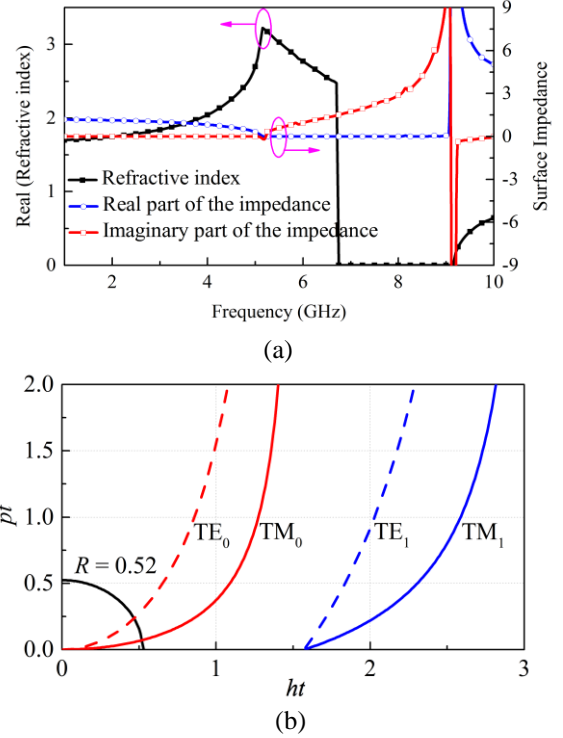 Real (Refractive index)
3
2
1
0
9
6
3
0
-3
-6
-9
Surface Impedance
Refractive index
Real part of the impedance
Imaginary part of the impedance
2 4 6 8 10
Frequency (GHz)
(a)
pt
2.0
1.5
1.0
0.5
0.0
R = 0.52
TE0
TM0
TE1
TM1
0 1 2 3
ht
(b)